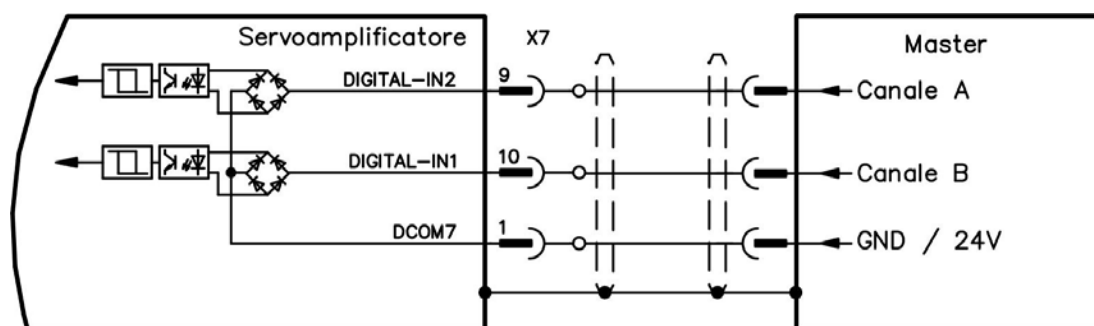 Servoamplificatore
X7
Master
DIGITAL-IN2
9
Canale A
DIGITAL-IN1
10
Canale B
DCOM7
1
GND / 24V